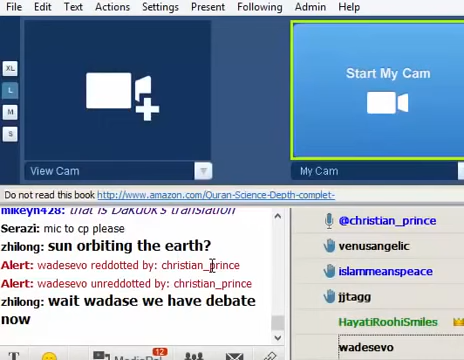 File Edit Text Actions Settings Present Following Admin Help
XL
L
M
S
Start My Cam
View Cam
My Cam
Do not read this book http://www.amazon.com/Quran-Science-Depth-complet-
mikeyn428: that is DaKdok's translation
Serazi: mic to cp please
zhilong: sun orbiting the earth?
Alert: wadesevo reddotted by: christian_prince
Alert: wadesevo unreddotted by: christian_prince
zhilong: wait wadase we have debate
now
@christian_prince
venusangelic
islammeanspeace
jjtagg
HayatiRoohiSmiles
wadesevo
12